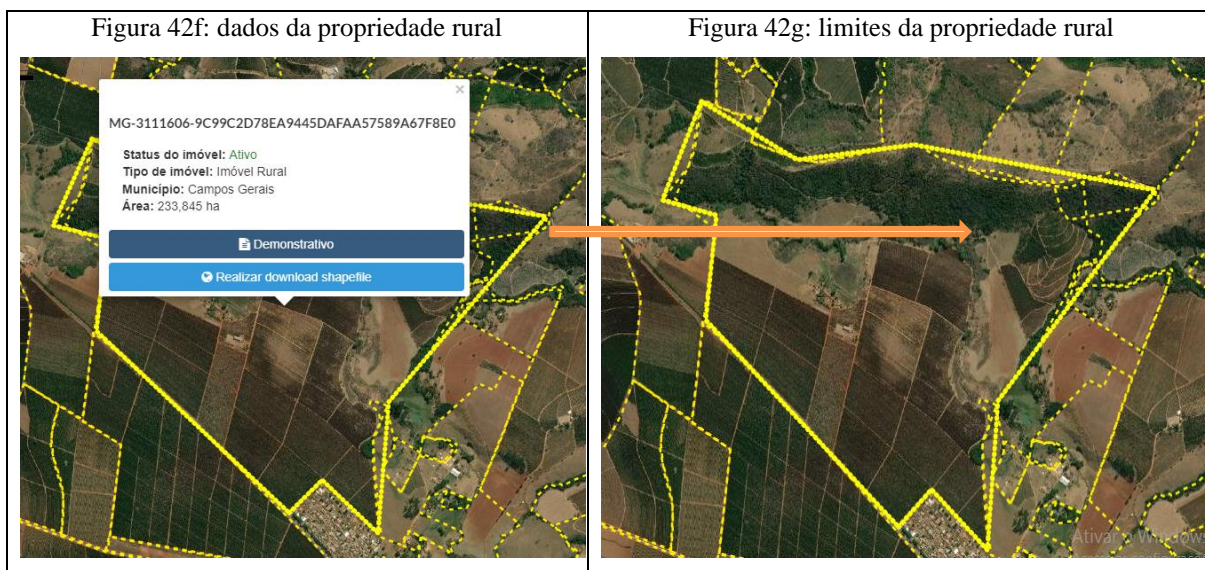 Figura 42f: dados da propriedade rural
Figura 42g: limites da propriedade rural
×
MG-3111606-9C99C2D78EA9445DAFAA57589A67F8E0
Status do imóvel: Ativo
Tipo de imóvel: Imóvel Rural
Município: Campos Gerais
Área: 233,845 ha
Demonstrativo
Realizar download shapefile
Ativar o Windows